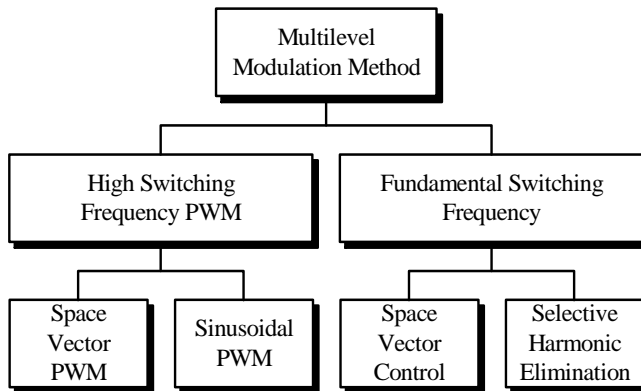 Multilevel
Modulation Method
High Switching
Frequency PWM
Fundamental Switching
Frequency
Space
Vector
PWM
Sinusoidal
PWM
Space
Vector
Control
Selective
Harmonic
Elimination